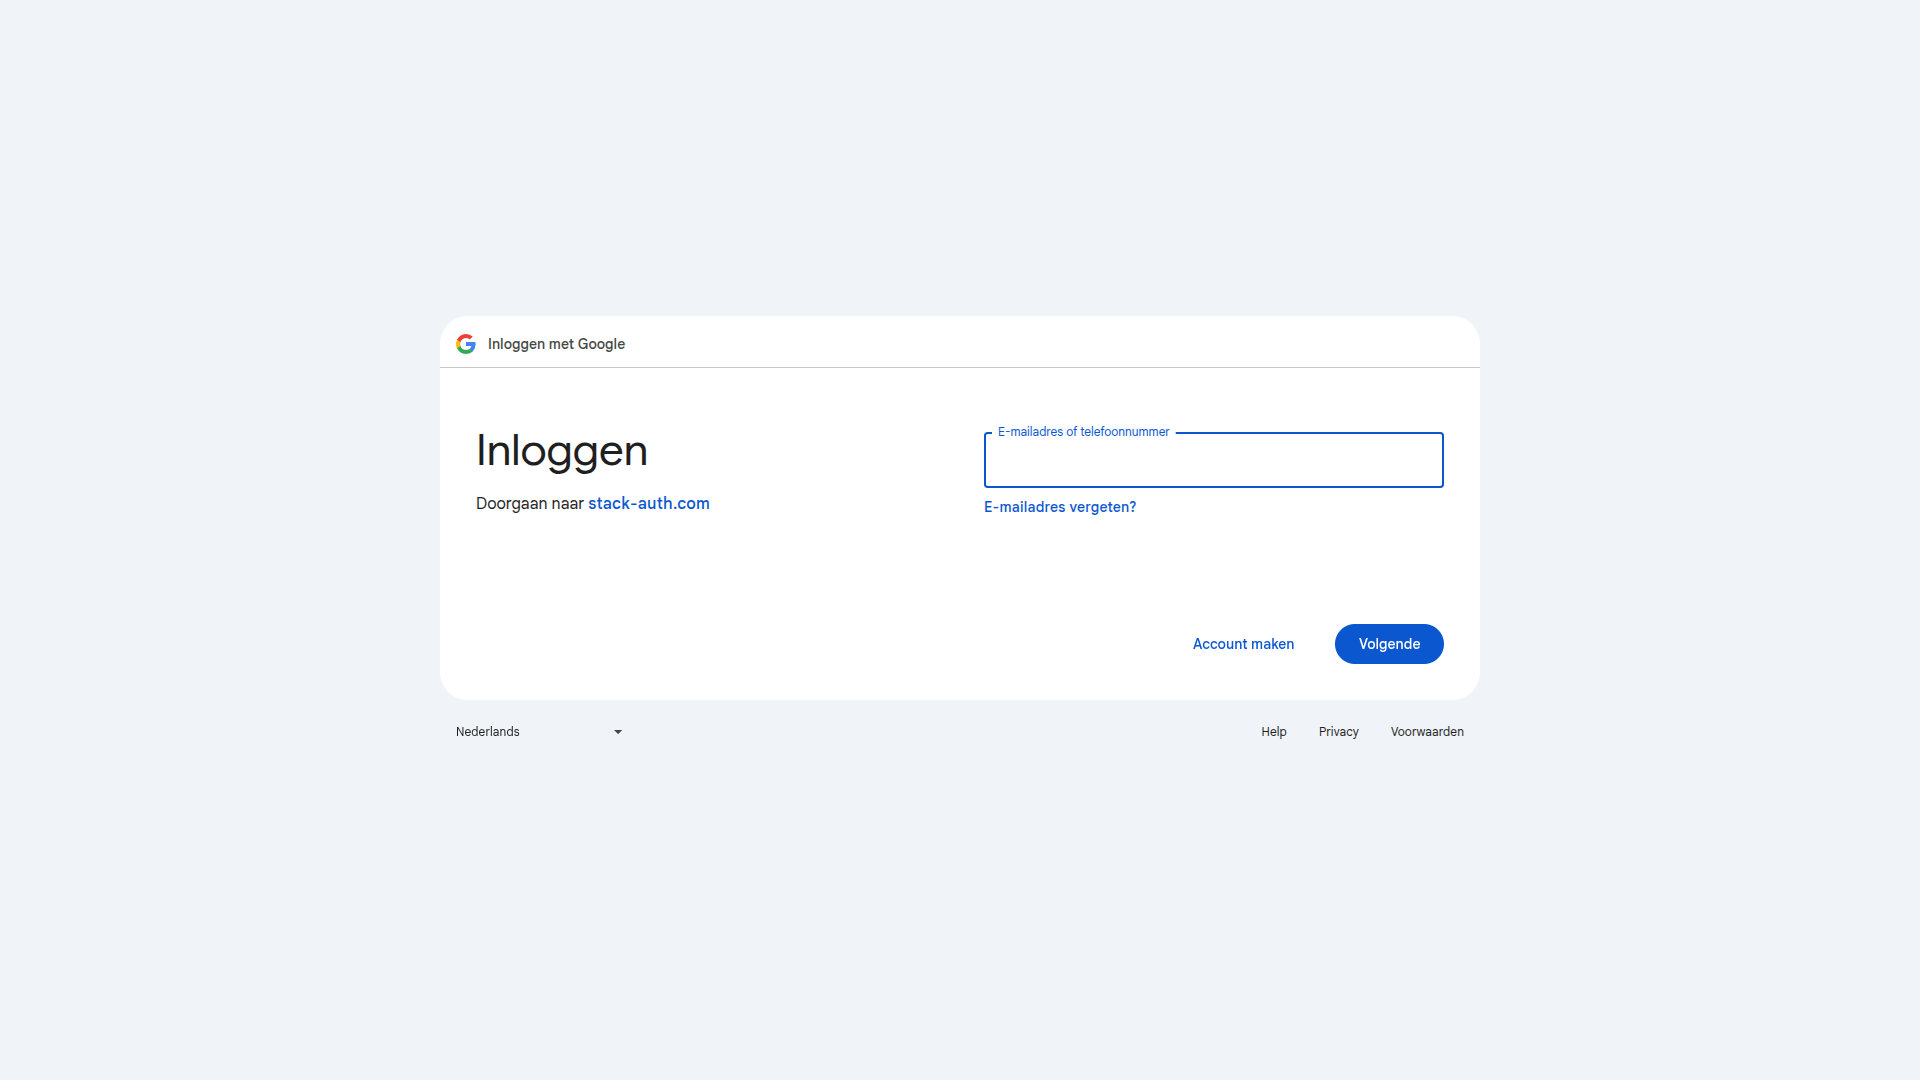 Inloggen met Google
Inloggen
Doorgaan naar stack-auth.com
E-mailadres of telefoonnummer
E-mailadres vergeten?
Account maken
Volgende
Nederlands
Help
Privacy
Voorwaarden